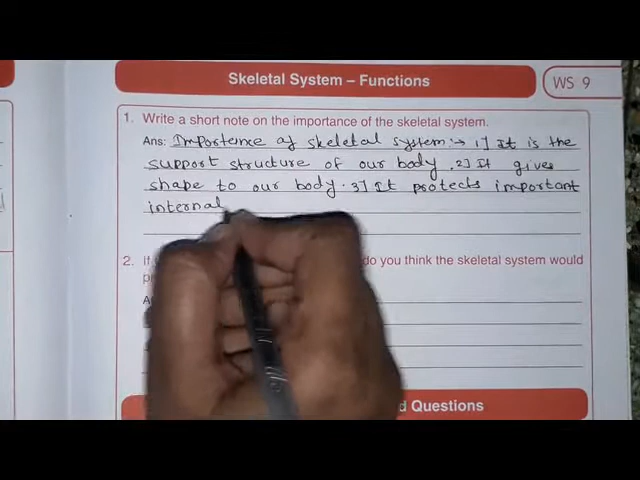 Skeletal System – Functions
WS 9
1. Write a short note on the importance of the skeletal system.
Ans: Importance of skeletal system :→ 1] It is the
support structure of our body. 2] It gives
shape to our body. 3] It protects important
internal
2. If do you think the skeletal system would
Questions